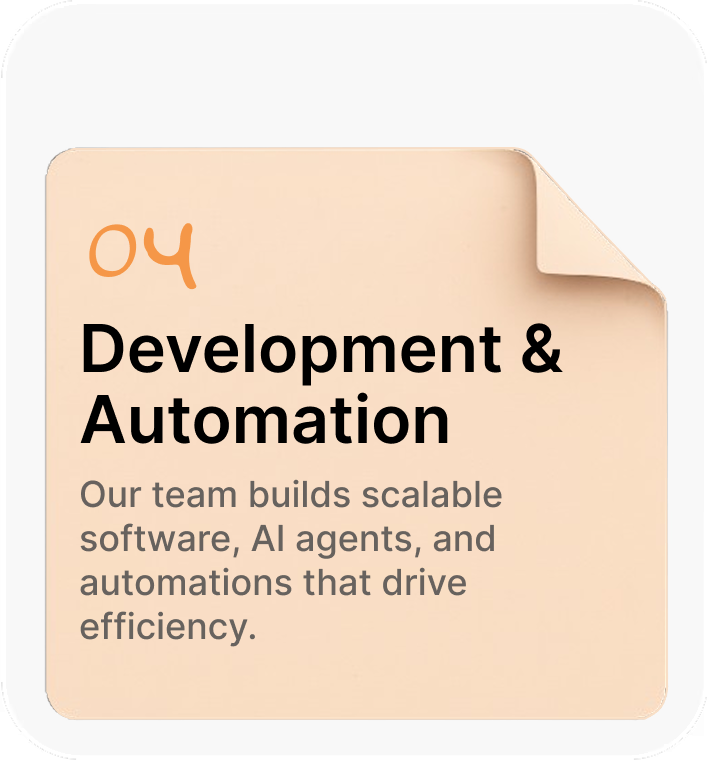 04
Development &
Automation
Our team builds scalable
software, AI agents, and
automations that drive
efficiency.